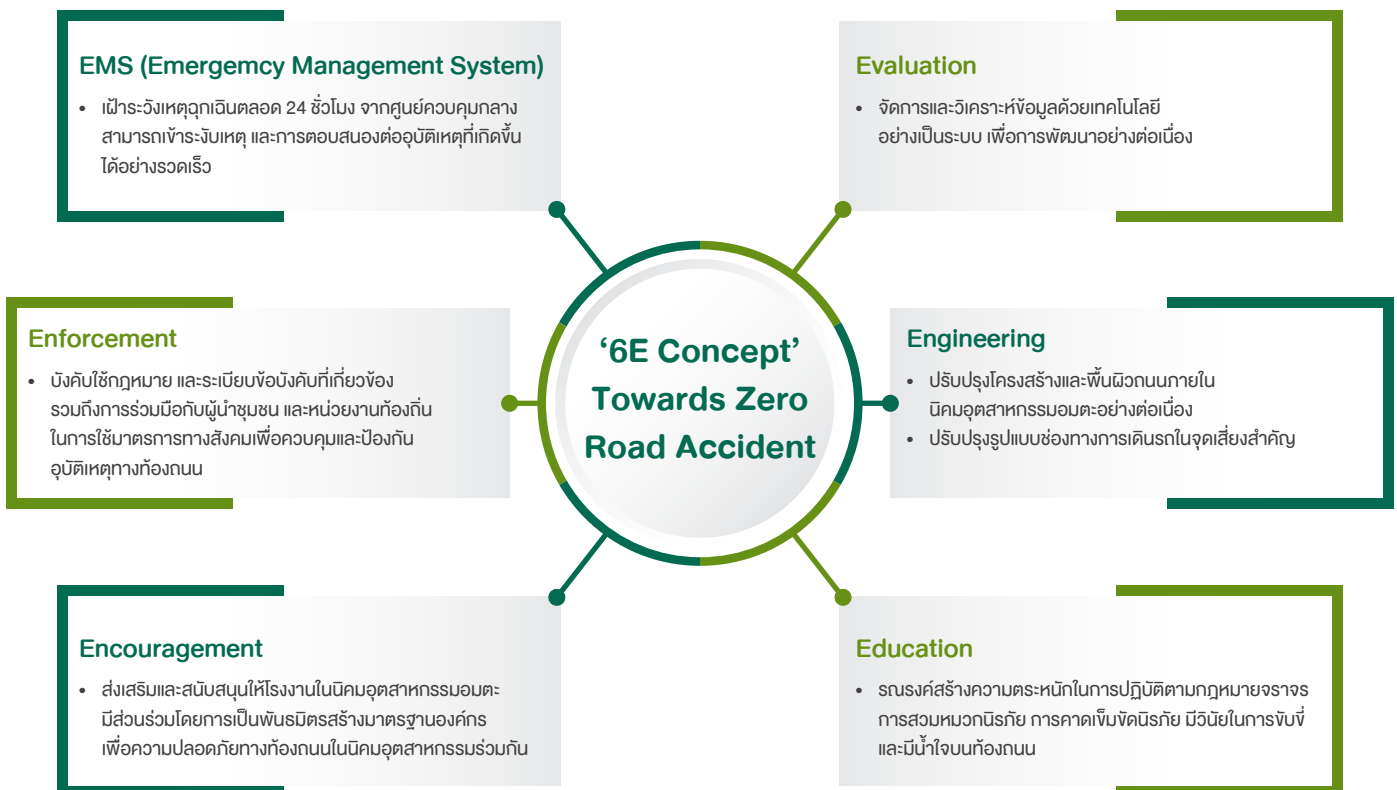 EMS (Emergemcy Management System)
• เฝ้าระวังเหตุฉุกเฉินตลอด 24 ชั่วโมง จากศูนย์ควบคุมกลาง
สามารถเข้าระงับเหตุ และการตอบสนองต่ออุบัติเหตุที่เกิดขึ้น
ได้อย่างรวดเร็ว
Evaluation
• จัดการและวิเคราะห์ข้อมูลด้วยเทคโนโลยี
อย่างเป็นระบบ เพื่อการพัฒนาอย่างต่อเนื่อง
Enforcement
• บังคับใช้กฎหมาย และระเบียบข้อบังคับที่เกี่ยวข้อง
รวมถึงการร่วมมือกับผู้นำชุมชน และหน่วยงานท้องถิ่น
ในการใช้มาตรการทางสังคมเพื่อควบคุมและป้องกัน
อุบัติเหตุทางท้องถนน
‘6E Concept’
Towards Zero
Road Accident
Engineering
• ปรับปรุงโครงสร้างและพื้นผิวถนนภายใน
นิคมอุตสาหกรรมอมตะอย่างต่อเนื่อง
• ปรับปรุงรูปแบบช่องทางการเดินรถในจุดเสี่ยงสำคัญ
Encouragement
• ส่งเสริมและสนับสนุนให้โรงงานในนิคมอุตสาหกรรมอมตะ
มีส่วนร่วมโดยการเป็นพันธมิตรสร้างมาตรฐานองค์กร
เพื่อความปลอดภัยทางท้องถนนในนิคมอุตสาหกรรมร่วมกัน
Education
• รณรงค์สร้างความตระหนักในการปฏิบัติตามกฎหมายจราจร
การสวมหมวกนิรภัย การคาดเข็มขัดนิรภัย มีวินัยในการขับขี่
และมีน้ำใจบนท้องถนน